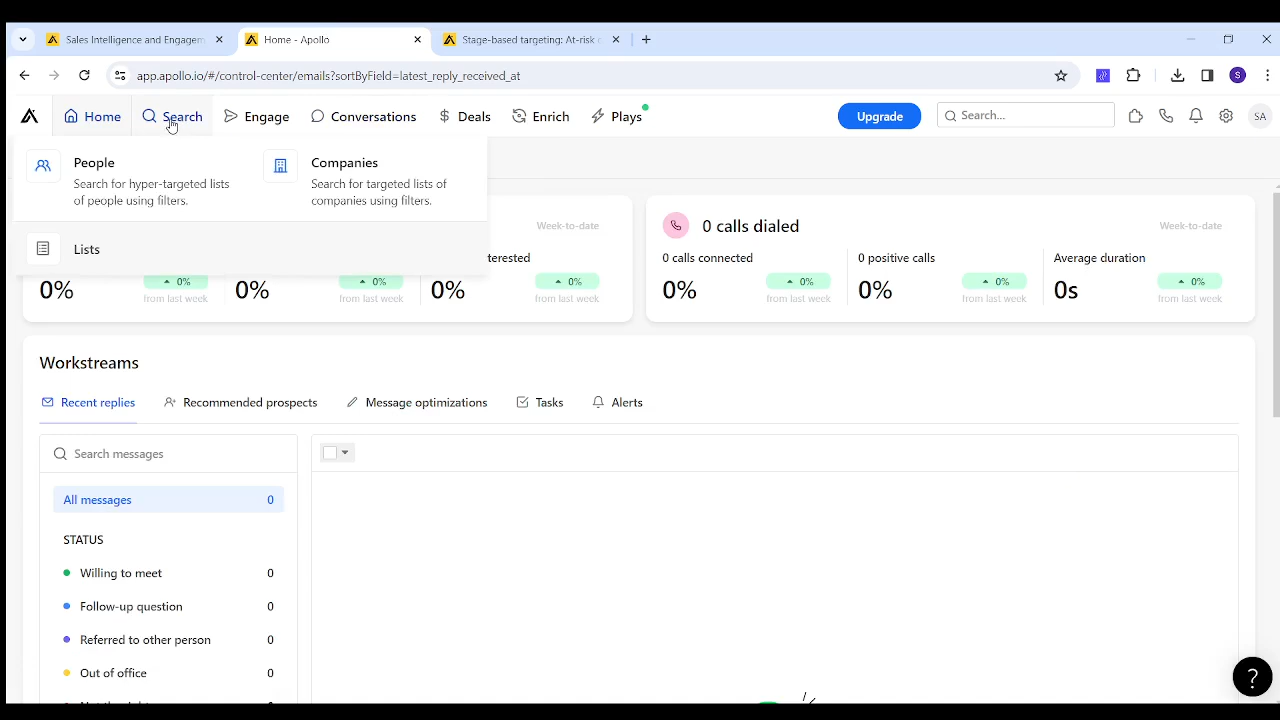 Sales Intelligence and Engagem
Home - Apollo
Stage-based targeting: At-risk
app.apollo.io/#/control-center/emails?sortByField=latest_reply_received_at
S
Home
Search
Engage
Conversations
Deals
Enrich
Plays
Upgrade
Search...
SA
People
Search for hyper-targeted lists
of people using filters.
Companies
Search for targeted lists of
companies using filters.
Lists
Week-to-date
terested
0%
0%
from last week
0%
0%
from last week
0%
0%
from last week
0 calls dialed
Week-to-date
0 calls connected
0%
0%
from last week
0 positive calls
0%
0%
from last week
Average duration
0s
0%
from last week
Workstreams
Recent replies
Recommended prospects
Message optimizations
Tasks
Alerts
Search messages
All messages 0
STATUS
Willing to meet 0
Follow-up question 0
Referred to other person 0
Out of office 0
?